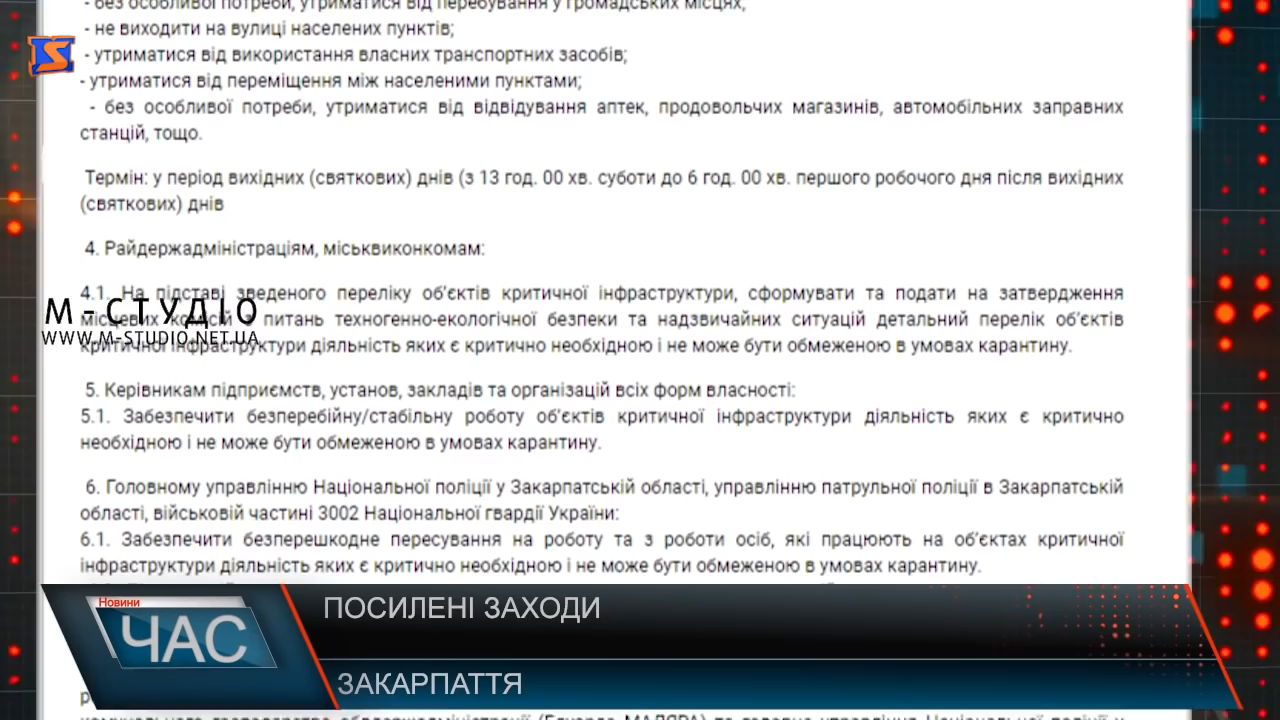 - без особливої потреби, утриматися від перебування у громадських місцях;
- не виходити на вулиці населених пунктів;
- утриматися від використання власних транспортних засобів;
- утриматися від переміщення між населеними пунктами;
- без особливої потреби, утриматися від відвідування аптек, продовольчих магазинів, автомобільних заправних
станцій, тощо.
Термін: у період вихідних (святкових) днів (з 13 год. 00 хв. суботи до 6 год. 00 хв. першого робочого дня після вихідних
(святкових) днів
4. Райдержадміністраціям, міськвиконкомам:
4.1. На підставі зведеного переліку об’єктів критичної інфраструктури, сформувати та подати на затвердження
місцевих комісій з питань техногенно-екологічної безпеки та надзвичайних ситуацій детальний перелік об’єктів
критичної інфраструктури діяльність яких є критично необхідною і не може бути обмеженою в умовах карантину.
М-СТУДІО
WWW.M-STUDIO.NET.UA
5. Керівникам підприємств, установ, закладів та організацій всіх форм власності:
5.1. Забезпечити безперебійну/стабільну роботу об’єктів критичної інфраструктури діяльність яких є критично
необхідною і не може бути обмеженою в умовах карантину.
6. Головному управлінню Національної поліції у Закарпатській області, управлінню патрульної поліції в Закарпатській
області, військовій частині 3002 Національної гвардії України:
6.1. Забезпечити безперешкодне пересування на роботу та з роботи осіб, які працюють на об’єктах критичної
інфраструктури діяльність яких є критично необхідною і не може бути обмеженою в умовах карантину.
Новини
ЧАС
ПОСИЛЕНІ ЗАХОДИ
ЗАКАРПАТТЯ